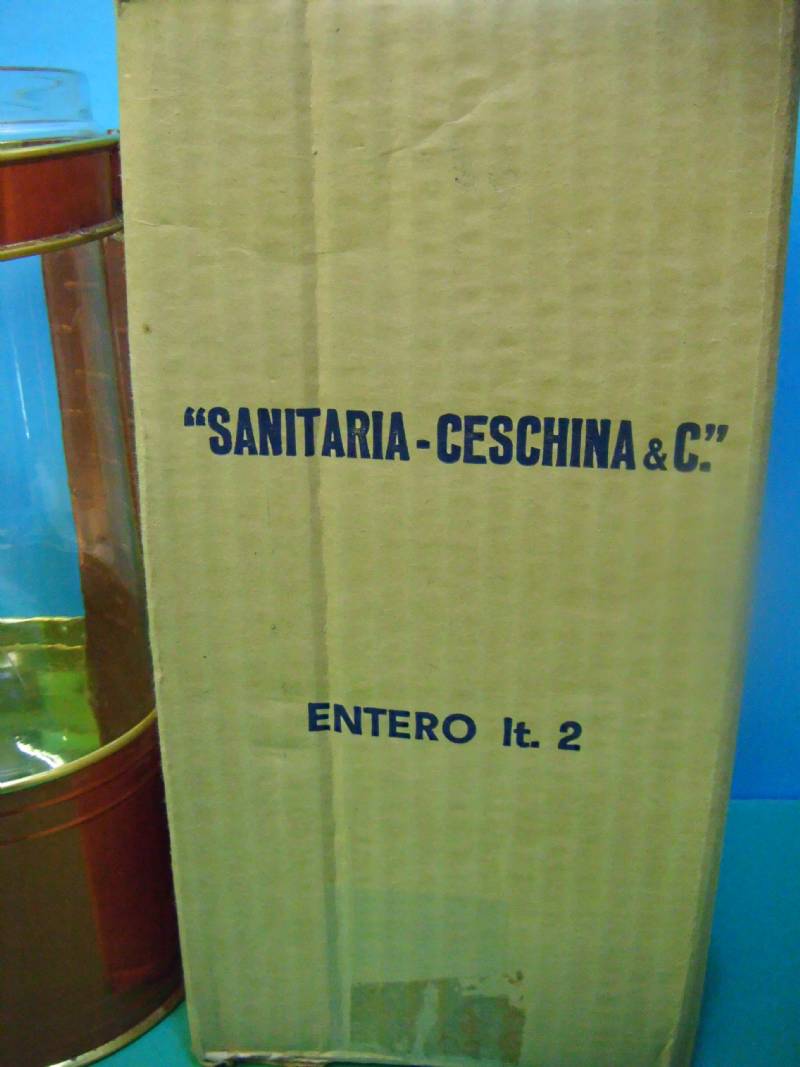 “SANITARIA - CESCHINA & C.”
ENTERO lt. 2